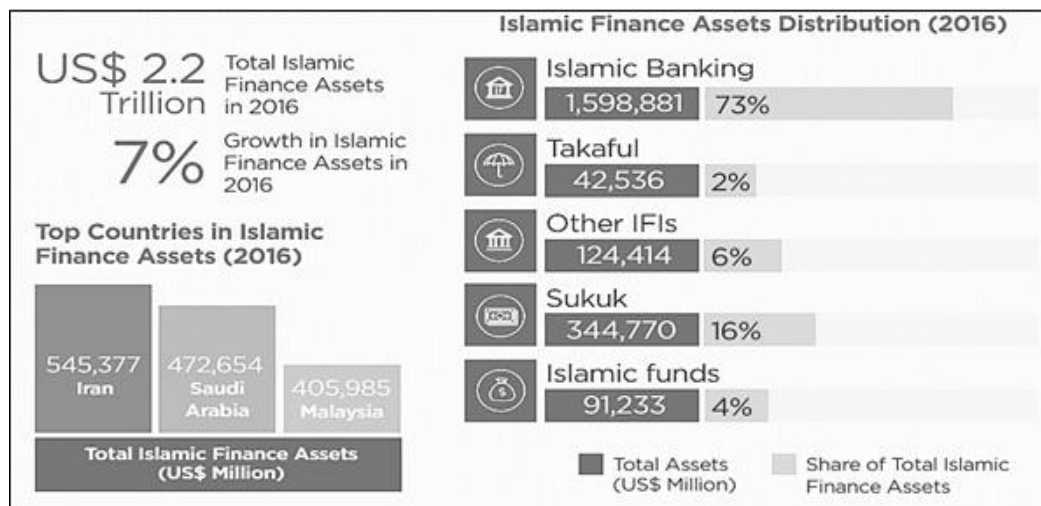 US$ 2.2
Trillion
Total Islamic
Finance Assets
in 2016
7%
Growth in Islamic
Finance Assets in
2016
Top Countries in Islamic
Finance Assets (2016)
545,377
Iran
472,654
Saudi
Arabia
405,985
Malaysia
Total Islamic Finance Assets
(US$ Million)
Islamic Finance Assets Distribution (2016)
Islamic Banking
1,598,881 73%
Takaful
42,536 2%
Other IFIs
124,414 6%
Sukuk
344,770 16%
Islamic funds
91,233 4%
Total Assets
(US$ Million)
Share of Total Islamic
Finance Assets